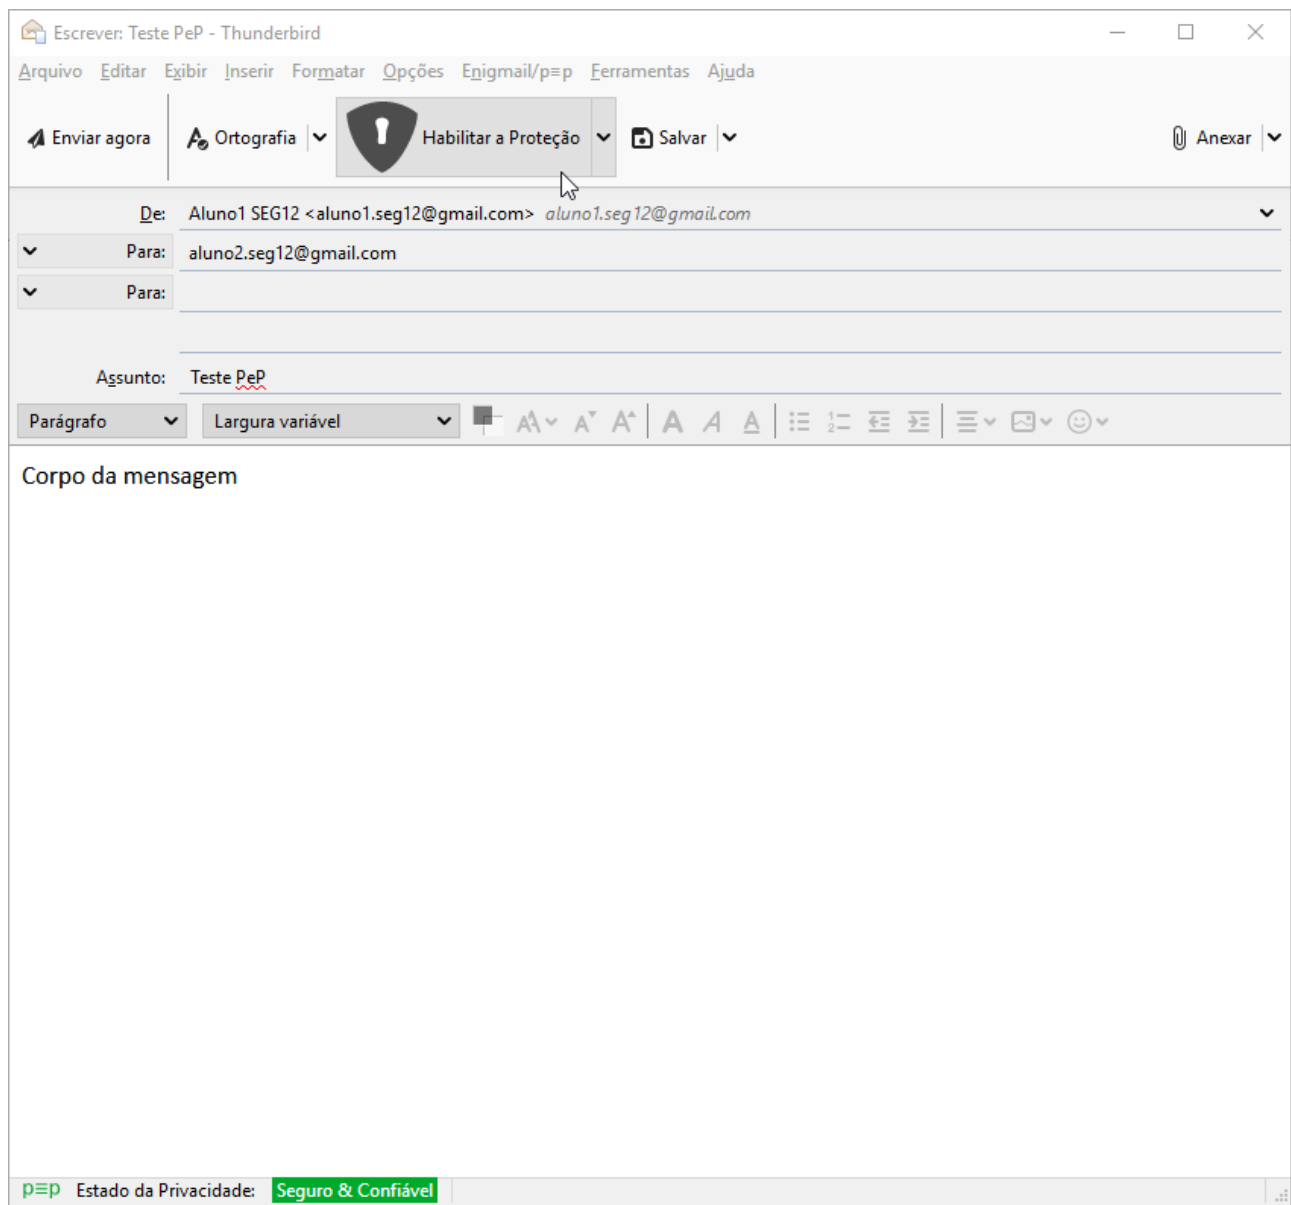 Escrever: Teste PeP - Thunderbird
Arquivo Editar Exibir Inserir Formatar Opções Enigmail/p≡p Ferramentas Ajuda
Enviar agora Ortografia Habilitar a Proteção Salvar Anexar
De: Aluno1 SEG12 <aluno1.seg12@gmail.com> aluno1.seg12@gmail.com
Para: aluno2.seg12@gmail.com
Para:
Assunto: Teste PeP
Parágrafo Largura variável
Corpo da mensagem
p≡p Estado da Privacidade: Seguro & Confiável